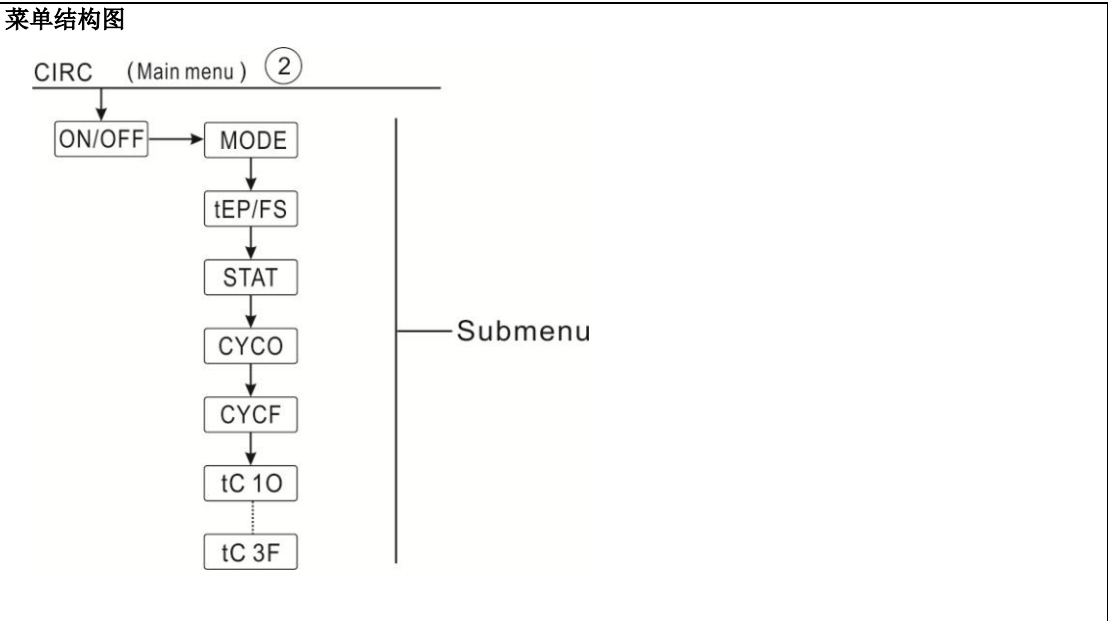 菜单结构图
CIRC (Main menu) ②
ON/OFF MODE
tEP/FS
STAT
CYCO
Submenu
CYCF
tC 1O
tC 3F